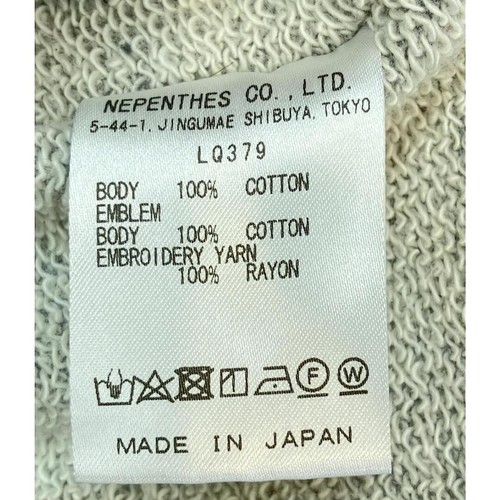 NEPENTHES CO.,LTD.
5-44-1, JINGUMAE SHIBUYA, TOKYO
LQ379
BODY 100% COTTON
EMBLEM
BODY 100% COTTON
EMBROIDERY YARN
100% RAYON
F W
MADE IN JAPAN